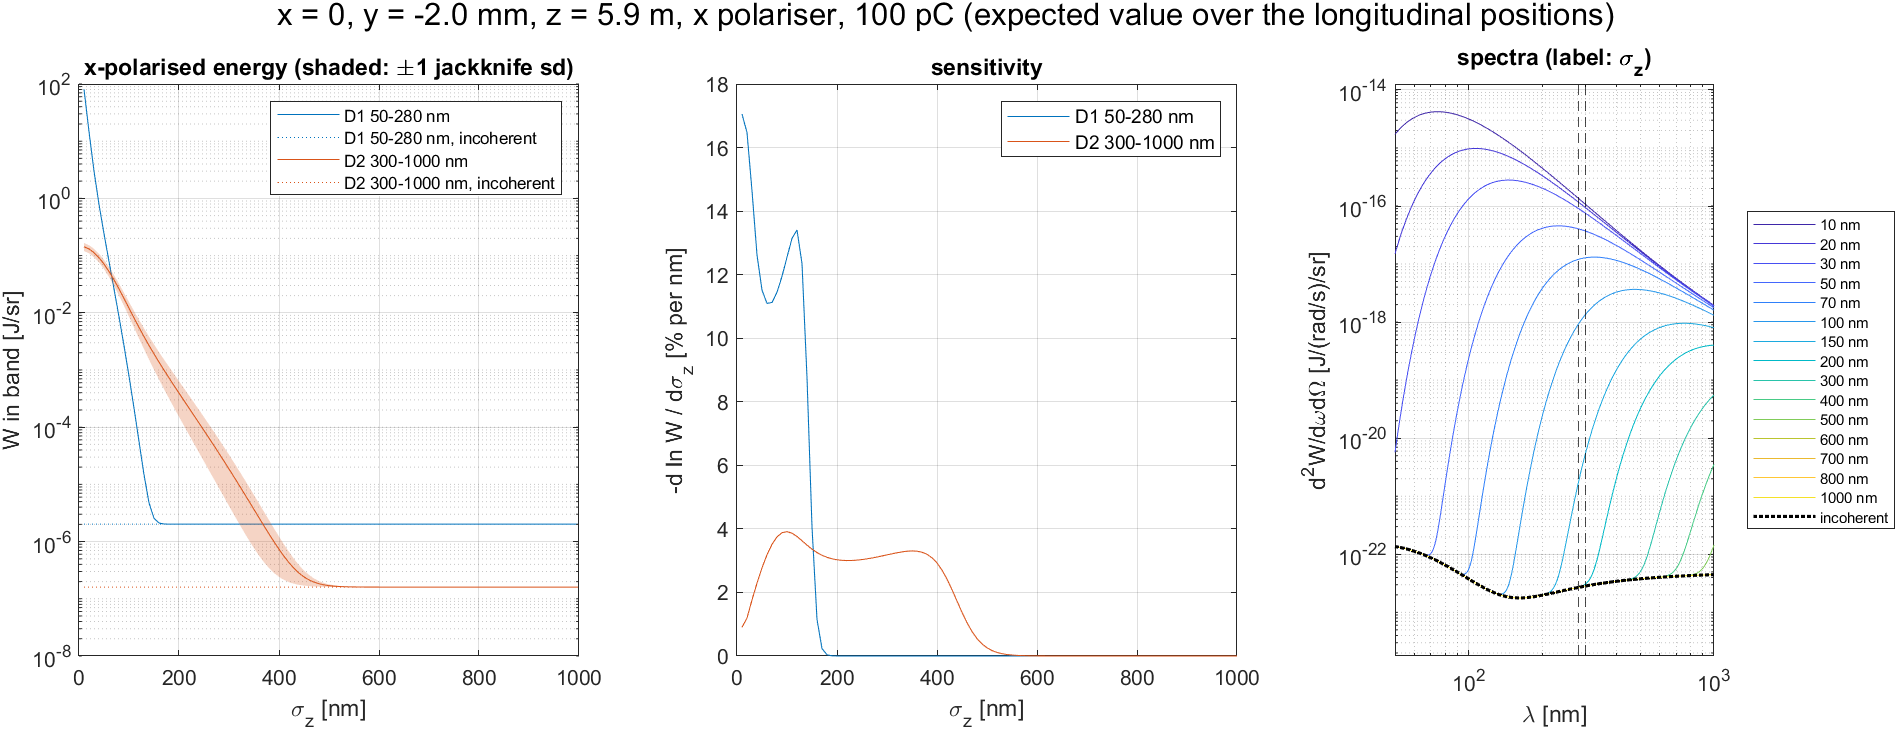 x = 0, y = -2.0 mm, z = 5.9 m, x polariser, 100 pC (expected value over the longitudinal positions)
x-polarised energy (shaded: ±1 jackknife sd)
W in band [J/sr]
10^2
10^0
10^-2
10^-4
10^-6
10^-8
0 200 400 600 800 1000
σ_z [nm]
D1 50-280 nm
D1 50-280 nm, incoherent
D2 300-1000 nm
D2 300-1000 nm, incoherent
sensitivity
-d ln W / dσ_z [% per nm]
18
16
14
12
10
8
6
4
2
0
0 200 400 600 800 1000
σ_z [nm]
D1 50-280 nm
D2 300-1000 nm
spectra (label: σ_z)
d^2W/dωdΩ [J/(rad/s)/sr]
10^-14
10^-16
10^-18
10^-20
10^-22
10^2 10^3
λ [nm]
10 nm
20 nm
30 nm
50 nm
70 nm
100 nm
150 nm
200 nm
300 nm
400 nm
500 nm
600 nm
700 nm
800 nm
1000 nm
incoherent